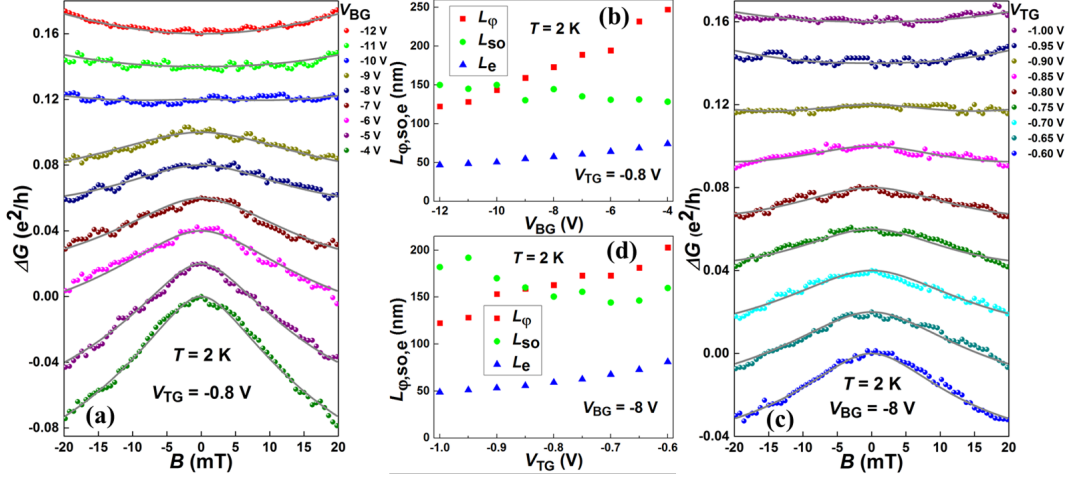 (a)
V_BG
-12 V
-11 V
-10 V
-9 V
-8 V
-7 V
-6 V
-5 V
-4 V
0.16
0.12
0.08
0.04
0.00
-0.04
-0.08
ΔG (e²/h)
T = 2 K
V_TG = -0.8 V
-20 -15 -10 -5 0 5 10 15 20
B (mT)
(b)
250
200
150
100
50
0
L_φ,so,e (nm)
L_φ
L_so
L_e
T = 2 K
V_TG = -0.8 V
-12 -10 -8 -6 -4
V_BG (V)
(d)
200
150
100
50
0
L_φ,so,e (nm)
T = 2 K
L_φ
L_so
L_e
V_BG = -8 V
-1.0 -0.9 -0.8 -0.7 -0.6
V_TG (V)
(c)
V_TG
-1.00 V
-0.95 V
-0.90 V
-0.85 V
-0.80 V
-0.75 V
-0.70 V
-0.65 V
-0.60 V
0.16
0.12
0.08
0.04
0.00
-0.04
ΔG (e²/h)
T = 2 K
V_BG = -8 V
-20 -15 -10 -5 0 5 10 15 20
B (mT)